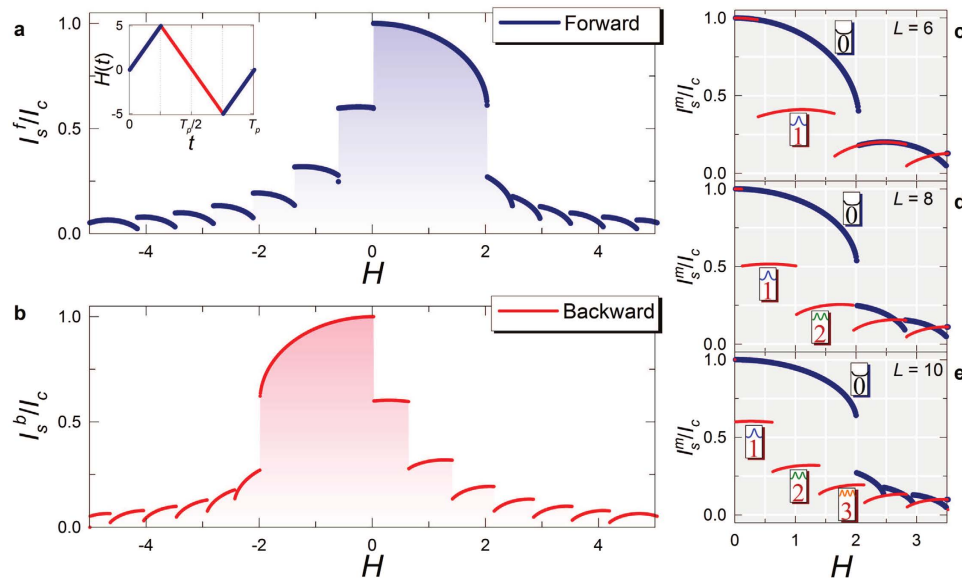 a
5
0
-5
H(t)
0
T_p/2
T_p
t
Forward
1.0
0.5
0.0
I_s^f/I_c
-4
-2
0
2
4
H
b
Backward
1.0
0.5
0.0
I_s^b/I_c
-4
-2
0
2
4
H
c
L = 6
0
1
1.0
0.5
0.0
I_s^m/I_c
d
L = 8
0
1
2
1.0
0.5
0.0
I_s^m/I_c
e
L = 10
0
1
2
3
1.0
0.5
0.0
I_s^m/I_c
0
1
2
3
H